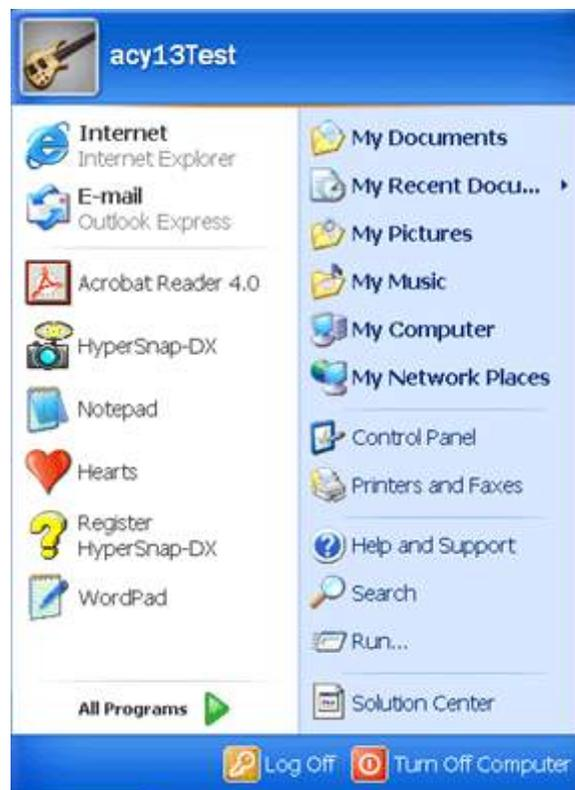 acy13Test
Internet
Internet Explorer
E-mail
Outlook Express
Acrobat Reader 4.0
HyperSnap-DX
Notepad
Hearts
Register
HyperSnap-DX
WordPad
All Programs
My Documents
My Recent Docu...
My Pictures
My Music
My Computer
My Network Places
Control Panel
Printers and Faxes
Help and Support
Search
Run...
Solution Center
Log Off
Turn Off Computer